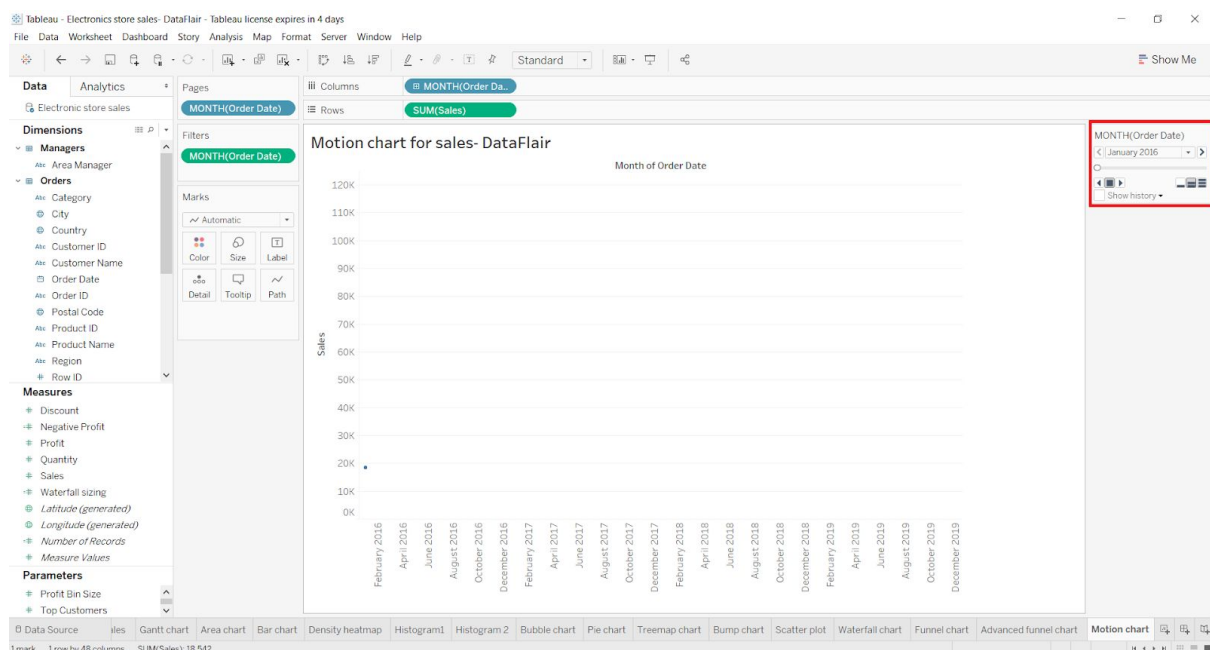 Tableau - Electronics store sales- DataFlair - Tableau license expires in 4 days
File Data Worksheet Dashboard Story Analysis Map Format Server Window Help
Standard
Show Me
Data Analytics
Electronic store sales
Dimensions
Managers
Abc Area Manager
Orders
Abc Category
City
Country
Abc Customer ID
Abc Customer Name
Order Date
Abc Order ID
Postal Code
Abc Product ID
Abc Product Name
Abc Region
# Row ID
Measures
# Discount
=# Negative Profit
# Profit
# Quantity
# Sales
=# Waterfall sizing
Latitude (generated)
Longitude (generated)
=# Number of Records
# Measure Values
Parameters
# Profit Bin Size
# Top Customers
Pages
MONTH(Order Date)
Filters
MONTH(Order Date)
Marks
Automatic
Color Size Label
Detail Tooltip Path
Columns
MONTH(Order Da..
Rows
SUM(Sales)
Motion chart for sales- DataFlair
Month of Order Date
Sales
120K
110K
100K
90K
80K
70K
60K
50K
40K
30K
20K
10K
0K
February 2016
April 2016
June 2016
August 2016
October 2016
December 2016
February 2017
April 2017
June 2017
August 2017
October 2017
December 2017
February 2018
April 2018
June 2018
August 2018
October 2018
December 2018
February 2019
April 2019
June 2019
August 2019
October 2019
December 2019
MONTH(Order Date)
January 2016
Show history
Data Source iles Gantt chart Area chart Bar chart Density heatmap Histogram1 Histogram 2 Bubble chart Pie chart Treemap chart Bump chart Scatter plot Waterfall chart Funnel chart Advanced funnel chart Motion chart
1 mark 1 row by 48 columns SUM(Sales): 18,542